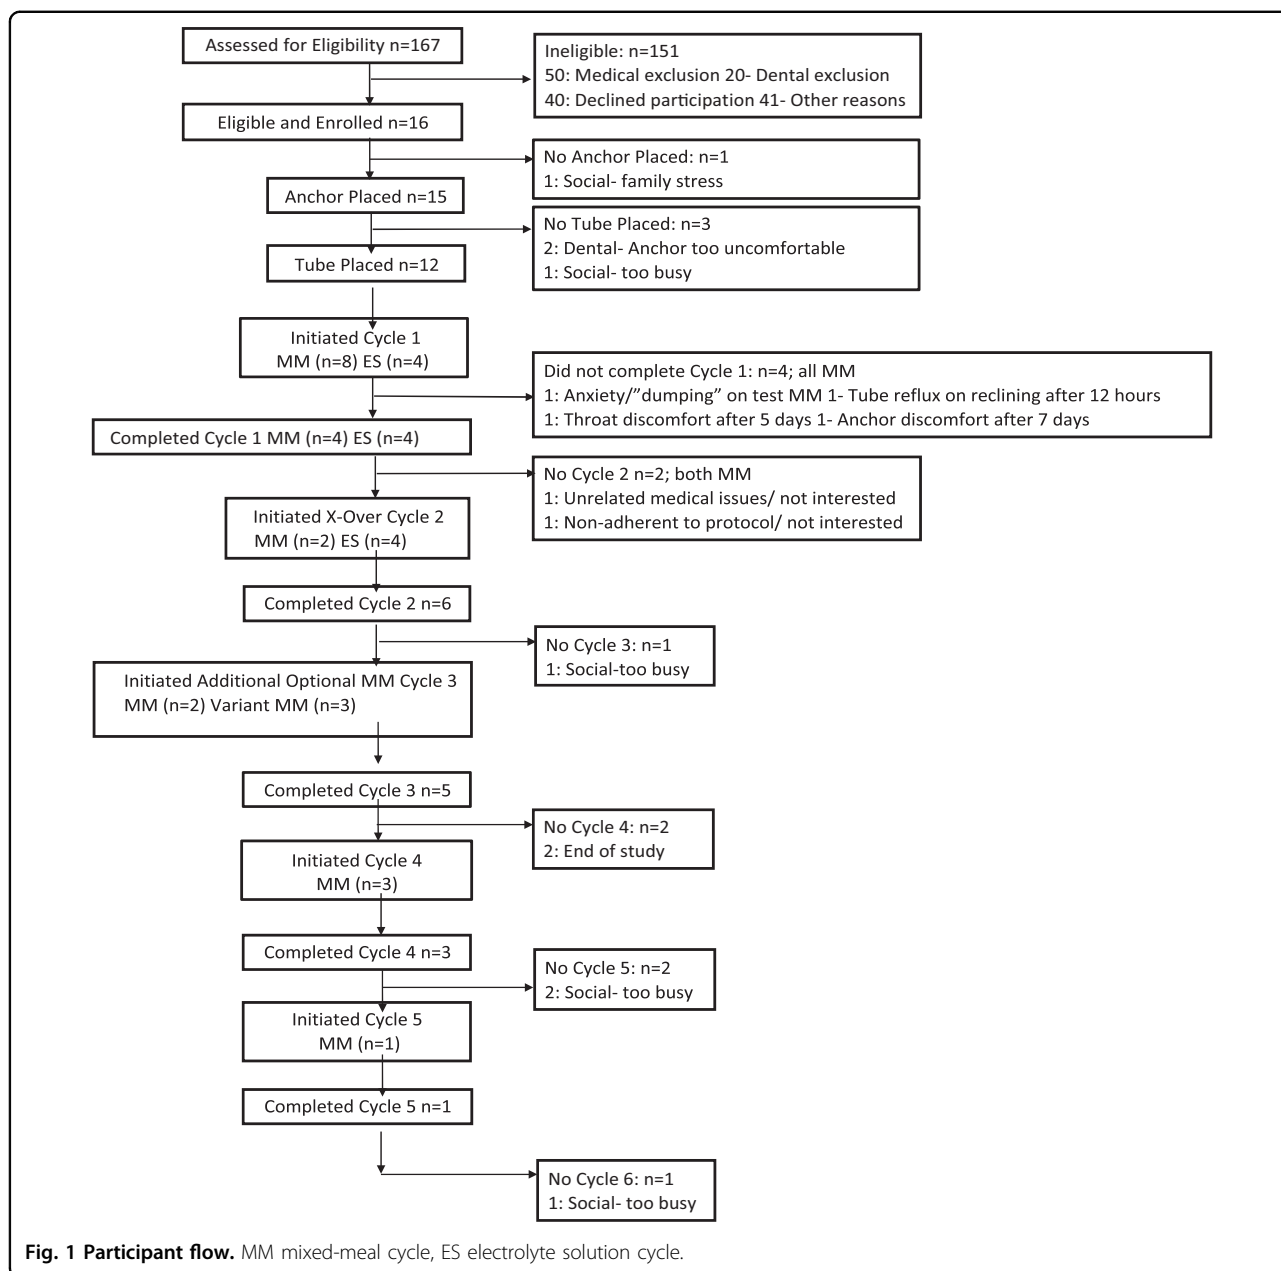 Assessed for Eligibility n=167
Ineligible: n=151
50: Medical exclusion 20- Dental exclusion
40: Declined participation 41- Other reasons
Eligible and Enrolled n=16
No Anchor Placed: n=1
1: Social- family stress
Anchor Placed n=15
No Tube Placed: n=3
2: Dental- Anchor too uncomfortable
1: Social- too busy
Tube Placed n=12
Initiated Cycle 1
MM (n=8) ES (n=4)
Did not complete Cycle 1: n=4; all MM
1: Anxiety/”dumping” on test MM 1- Tube reflux on reclining after 12 hours
1: Throat discomfort after 5 days 1- Anchor discomfort after 7 days
Completed Cycle 1 MM (n=4) ES (n=4)
No Cycle 2 n=2; both MM
1: Unrelated medical issues/ not interested
1: Non-adherent to protocol/ not interested
Initiated X-Over Cycle 2
MM (n=2) ES (n=4)
Completed Cycle 2 n=6
No Cycle 3: n=1
1: Social-too busy
Initiated Additional Optional MM Cycle 3
MM (n=2) Variant MM (n=3)
Completed Cycle 3 n=5
No Cycle 4: n=2
2: End of study
Initiated Cycle 4
MM (n=3)
Completed Cycle 4 n=3
No Cycle 5: n=2
2: Social- too busy
Initiated Cycle 5
MM (n=1)
Completed Cycle 5 n=1
No Cycle 6: n=1
1: Social- too busy
Fig. 1 Participant flow. MM mixed-meal cycle, ES electrolyte solution cycle.